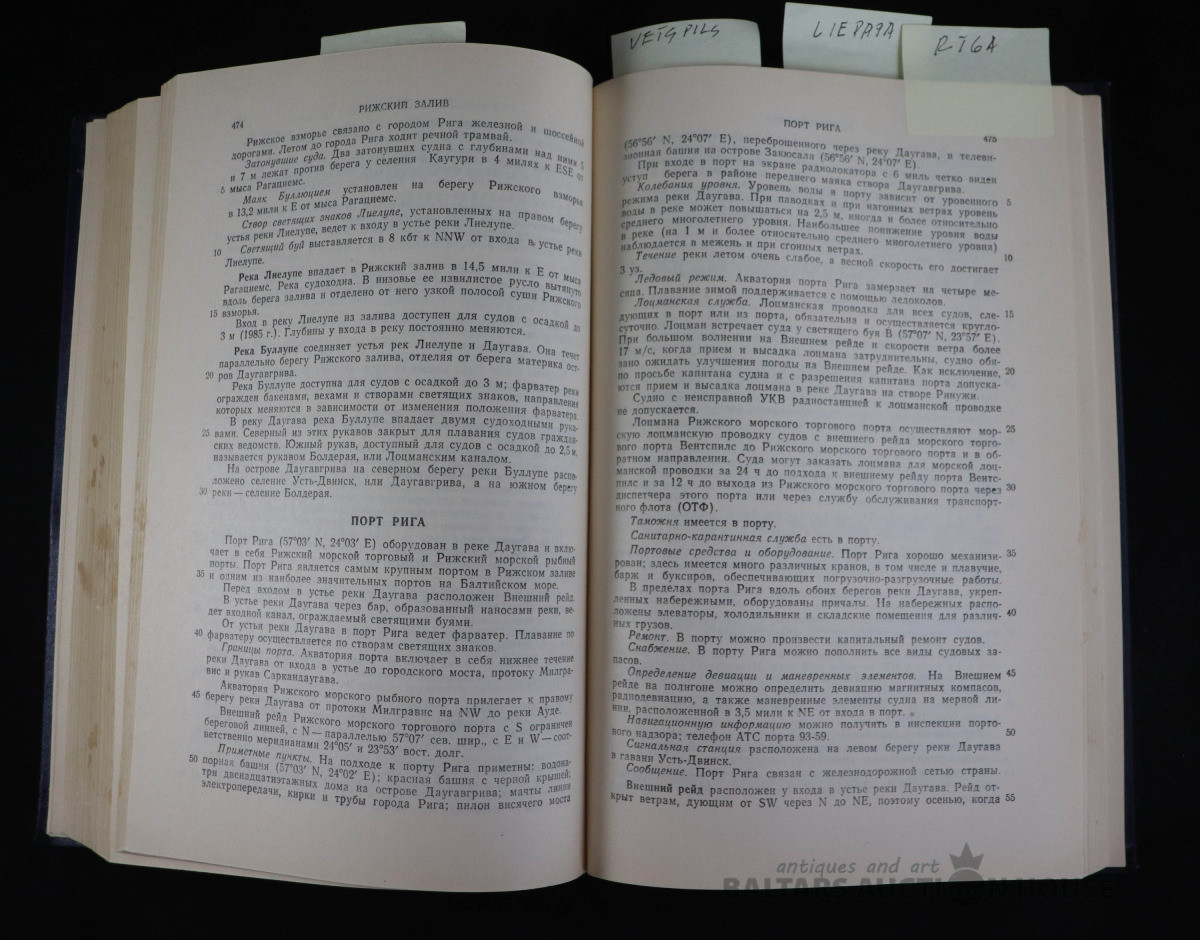 VETSPILS
LIEPAJA
RIGA
474
РИЖСКИЙ ЗАЛИВ
Рижское взморье связано с городом Рига железной и шоссейной
дорогами. Летом до города Рига ходит речной трамвай.
Затонувшие суда. Два затонувших судна с глубинами над ними 5
и 7 м лежат против берега у селения Каугури в 4 милях к ESE от
5 мыса Рагациемс.
Маяк Буллюцием установлен на берегу Рижского взморья
в 13,2 мили к E от мыса Рагациемс.
Створ светящих знаков Лиелупе, установленных на правом берегу
устья реки Лиелупе, ведет к входу в устье реки Лиелупе.
10 Светящий буй выставляется в 8 кбт к NNW от входа в устье реки
Лиелупе.
Река Лиелупе впадает в Рижский залив в 14,5 мили к E от мыса
Рагациемс. Река судоходна. В низовье ее извилистое русло вытянуто
вдоль берега залива и отделено от него узкой полосой суши Рижского
15 взморья.
Вход в реку Лиелупе из залива доступен для судов с осадкой до
3 м (1985 г.). Глубины у входа в реку постоянно меняются.
Река Буллупе соединяет устья рек Лиелупе и Даугава. Она течет
параллельно берегу Рижского залива, отделяя от берега материка ост-
20 ров Даугавгрива.
Река Буллупе доступна для судов с осадкой до 3 м; фарватер реки
огражден бакенами, вехами и створами светящих знаков, направления
которых меняются в зависимости от изменения положения фарватера.
В реку Даугава река Буллупе впадает двумя судоходными рука-
25 вами. Северный из этих рукавов закрыт для плавания судов граждан-
ских ведомств. Южный рукав, доступный для судов с осадкой до 2,5 м,
называется рукавом Болдерая, или Лоцманским каналом.
На острове Даугавгрива на северном берегу реки Буллупе распо-
ложено селение Усть-Двинск, или Даугавгрива, а на южном берегу
30 реки — селение Болдерая.
ПОРТ РИГА
Порт Рига (57°03′ N, 24°03′ E) оборудован в реке Даугава и вклю-
чает в себя Рижский морской торговый и Рижский морской рыбный
порты. Порт Рига является самым крупным портом в Рижском заливе
35 и одним из наиболее значительных портов на Балтийском море.
Перед входом в устье реки Даугава расположен Внешний рейд.
В устье реки Даугава через бар, образованный наносами реки, ве-
дет входной канал, ограждаемый светящими буями.
От устья реки Даугава в порт Рига ведет фарватер. Плавание по
40 фарватеру осуществляется по створам светящих знаков.
Границы порта. Акватория порта включает в себя нижнее течение
реки Даугава от входа в устье до городского моста, протоку Милгра-
вис и рукав Саркандаугава.
Акватория Рижского морского рыбного порта прилегает к правому
45 берегу реки Даугава от протоки Милгравис на NW до реки Ауде.
Внешний рейд Рижского морского торгового порта с S ограничен
береговой линией, с N — параллелью 57°07′ сев. шир., с E и W — соот-
ветственно меридианами 24°05′ и 23°53′ вост. долг.
Приметные пункты. На подходе к порту Рига приметны: водона-
50 порная башня (57°03′ N, 24°02′ E); красная башня с черной крышей;
три двенадцатиэтажных дома на острове Даугавгрива; мачты линии
электропередачи, кирки и трубы города Рига; пилон висячего моста
ПОРТ РИГА
475
(56°56′ N, 24°07′ E), переброшенного через реку Даугава, и телеви-
зионная башня на острове Закюсала (56°56′ N, 24°07′ E).
При входе в порт на экране радиолокатора с 6 миль четко виден
уступ берега в районе переднего маяка створа Даугавгрива.
Колебания уровня. Уровень воды в порту зависит от уровенного 5
режима реки Даугава. При паводках и при нагонных ветрах уровень
воды в реке может повышаться на 2,5 м, иногда и более относительно
среднего многолетнего уровня. Наибольшее понижение уровня воды
в реке (на 1 м и более относительно среднего многолетнего уровня)
наблюдается в межень и при сгонных ветрах. 10
Течение реки летом очень слабое, а весной скорость его достигает
3 уз.
Ледовый режим. Акватория порта Рига замерзает на четыре ме-
сяца. Плавание зимой поддерживается с помощью ледоколов.
Лоцманская служба. Лоцманская проводка для всех судов, сле- 15
дующих в порт или из порта, обязательна и осуществляется кругло-
суточно. Лоцман встречает суда у светящего буя В (57°07′ N, 23°57′ E).
При большом волнении на Внешнем рейде и скорости ветра более
17 м/с, когда прием и высадка лоцмана затруднительны, судно обя-
зано ожидать улучшения погоды на Внешнем рейде. Как исключение, 20
по просьбе капитана судна и с разрешения капитана порта допуска-
ются прием и высадка лоцмана в реке Даугава на створе Ринужи.
Судно с неисправной УКВ радиостанцией к лоцманской проводке
не допускается.
Лоцмана Рижского морского торгового порта осуществляют мор- 25
скую лоцманскую проводку судов с внешнего рейда морского торго-
вого порта Вентспилс до Рижского морского торгового порта и в об-
ратном направлении. Суда могут заказать лоцмана для морской лоц-
манской проводки за 24 ч до подхода к внешнему рейду порта Вентс-
пилс и за 12 ч до выхода из Рижского морского торгового порта через 30
диспетчера этого порта или через службу обслуживания транспорт-
ного флота (ОТФ).
Таможня имеется в порту.
Санитарно-карантинная служба есть в порту.
Портовые средства и оборудование. Порт Рига хорошо механизи- 35
рован; здесь имеется много различных кранов, в том числе и плавучие,
барж и буксиров, обеспечивающих погрузочно-разгрузочные работы.
В пределах порта Рига вдоль обоих берегов реки Даугава, укреп-
ленных набережными, оборудованы причалы. На набережных распо-
ложены элеваторы, холодильники и складские помещения для различ- 40
ных грузов.
Ремонт. В порту можно произвести капитальный ремонт судов.
Снабжение. В порту Рига можно пополнить все виды судовых за-
пасов.
Определение девиации и маневренных элементов. На Внешнем 45
рейде на полигоне можно определить девиацию магнитных компасов,
радиодевиацию, а также маневренные элементы судна на мерной ли-
нии, расположенной в 3,5 мили к NE от входа в порт.
Навигационную информацию можно получить в инспекции порто-
вого надзора; телефон АТС порта 93-59. 50
Сигнальная станция расположена на левом берегу реки Даугава
в гавани Усть-Двинск.
Сообщение. Порт Рига связан с железнодорожной сетью страны.
Внешний рейд расположен у входа в устье реки Даугава. Рейд от-
крыт ветрам, дующим от SW через N до NE, поэтому осенью, когда 55
antiques and art
BALTARS AUCTION HOUSE